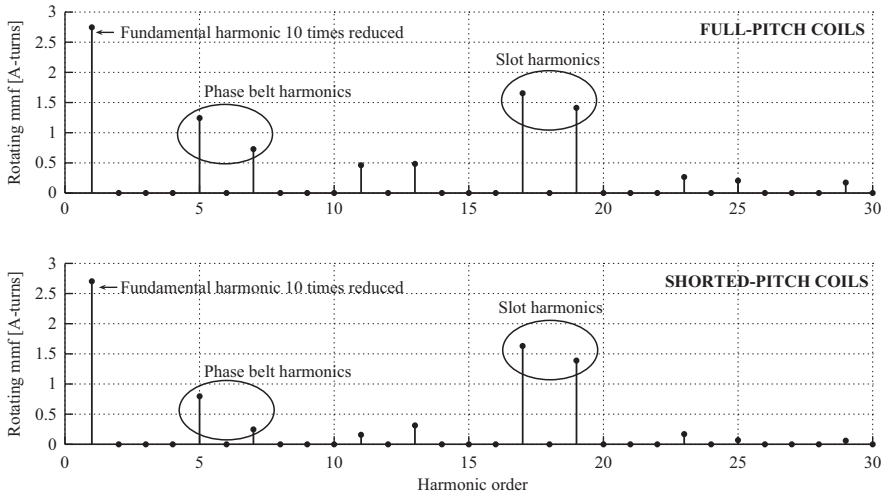 Rotating mmf [A-turns]
3
2.5
2
1.5
1
0.5
0
Fundamental harmonic 10 times reduced
FULL-PITCH COILS
Phase belt harmonics
Slot harmonics
0 5 10 15 20 25 30
Rotating mmf [A-turns]
3
2.5
2
1.5
1
0.5
0
Fundamental harmonic 10 times reduced
SHORTED-PITCH COILS
Slot harmonics
Phase belt harmonics
0 5 10 15 20 25 30
Harmonic order